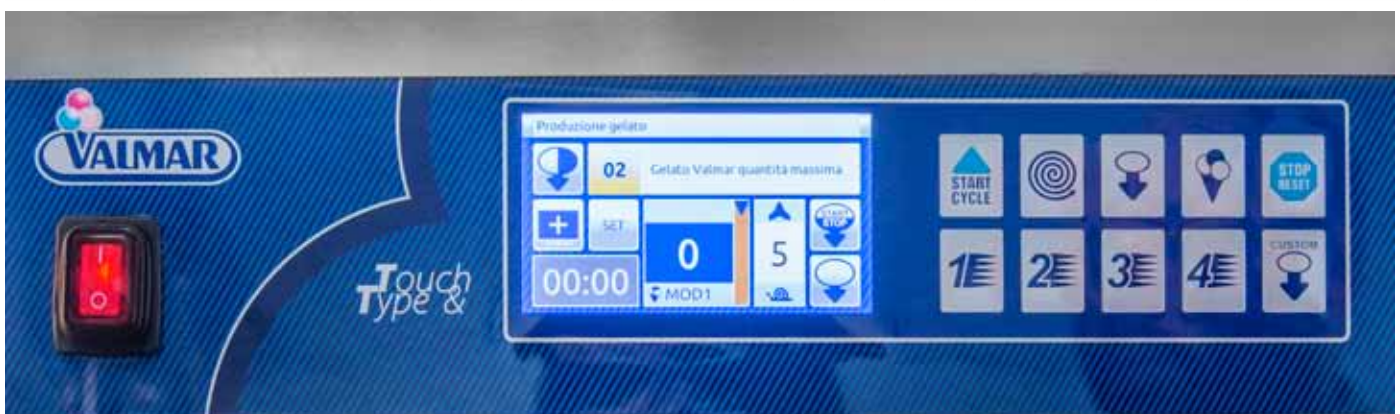 VALMAR
Touch
Type &
Produzione gelato
02 Gelato Valmar quantità massima
START
STOP
SET
0
5
00:00
MOD1
START
CYCLE
STOP
RESET
1
2
3
4
CUSTOM